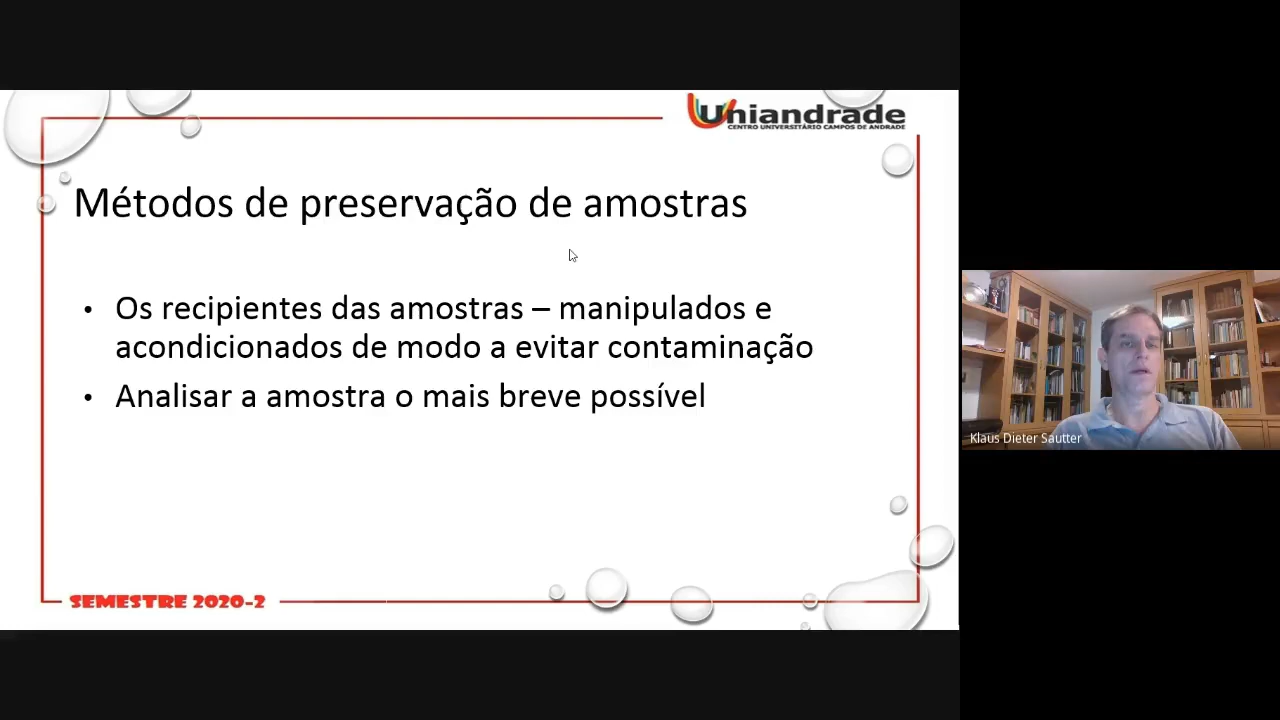 Uniandrade
CENTRO UNIVERSITÁRIO CAMPOS DE ANDRADE
Métodos de preservação de amostras
• Os recipientes das amostras – manipulados e
acondicionados de modo a evitar contaminação
• Analisar a amostra o mais breve possível
SEMESTRE 2020-2
Klaus Dieter Sautter